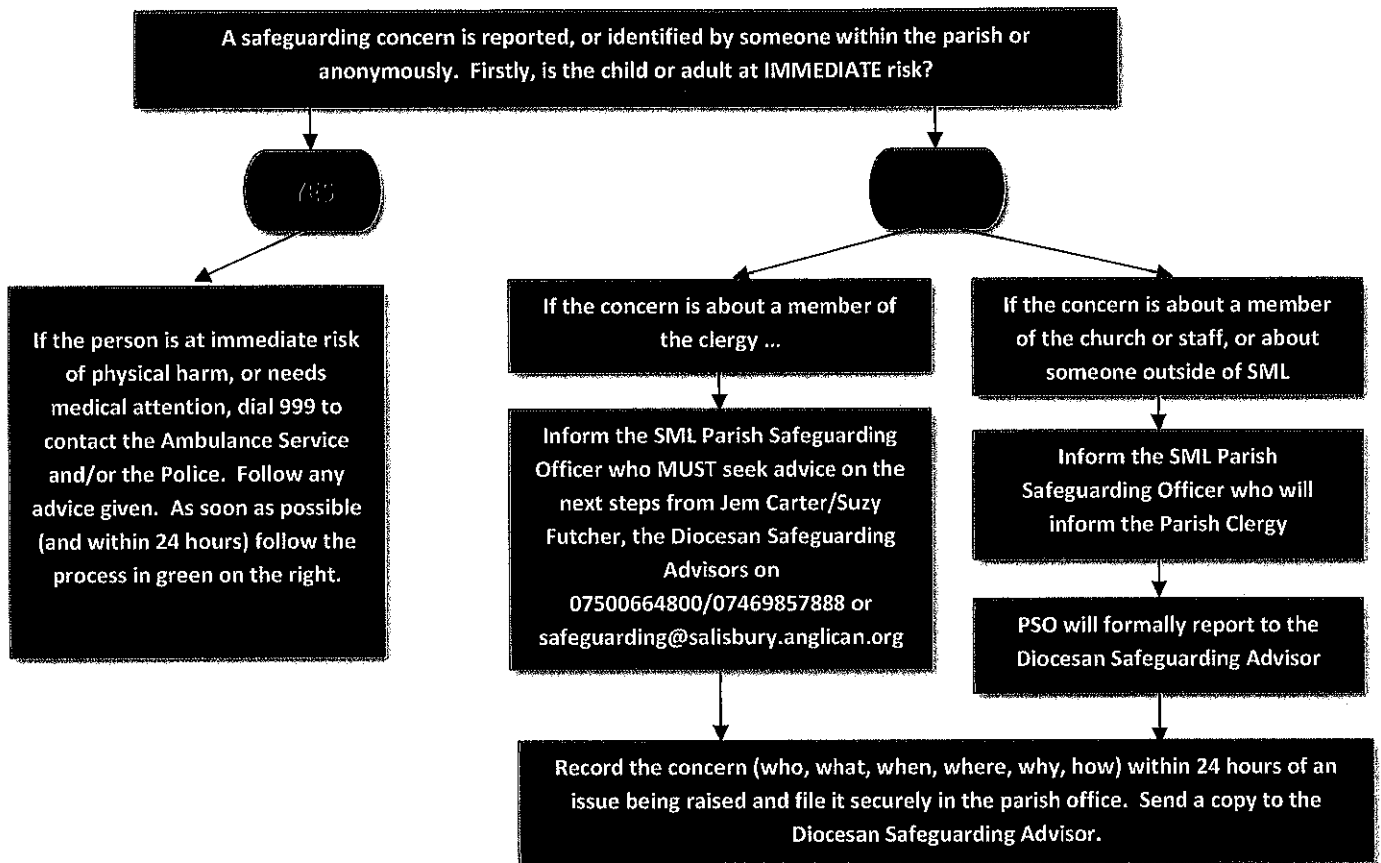 A safeguarding concern is reported, or identified by someone within the parish or
anonymously.  Firstly, is the child or adult at IMMEDIATE risk?
YES
If the person is at immediate risk
of physical harm, or needs
medical attention, dial 999 to
contact the Ambulance Service
and/or the Police.  Follow any
advice given.  As soon as possible
(and within 24 hours) follow the
process in green on the right.
If the concern is about a member of
the clergy ...
Inform the SML Parish Safeguarding
Officer who MUST seek advice on the
next steps from Jem Carter/Suzy
Futcher, the Diocesan Safeguarding
Advisors on
07500664800/07469857888 or
safeguarding@salisbury.anglican.org
If the concern is about a member
of the church or staff, or about
someone outside of SML
Inform the SML Parish
Safeguarding Officer who will
inform the Parish Clergy
PSO will formally report to the
Diocesan Safeguarding Advisor
Record the concern (who, what, when, where, why, how) within 24 hours of an
issue being raised and file it securely in the parish office.  Send a copy to the
Diocesan Safeguarding Advisor.